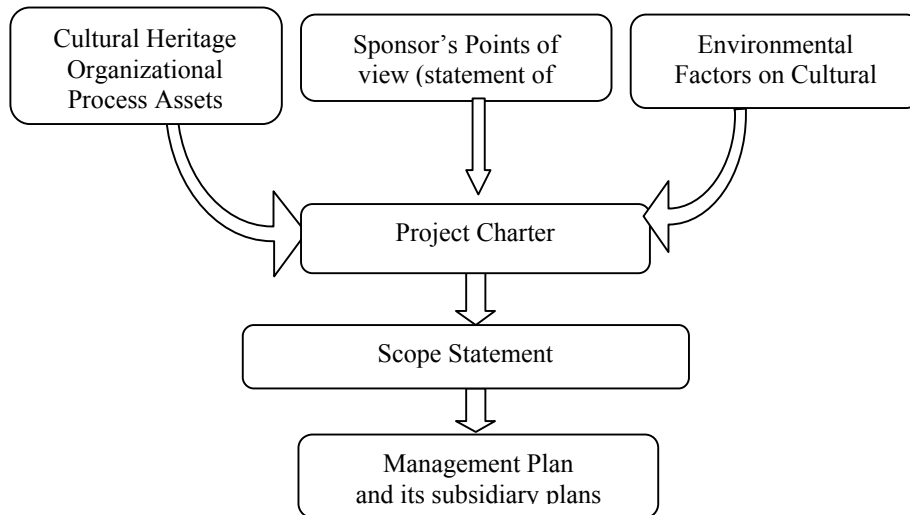 Cultural Heritage
Organizational
Process Assets
Sponsor’s Points of
view (statement of
Environmental
Factors on Cultural
Project Charter
Scope Statement
Management Plan
and its subsidiary plans